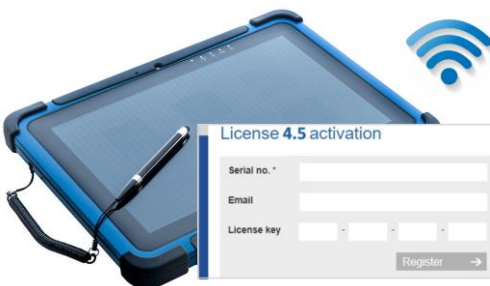 License 4.5 activation
Serial no. *
Email
License key - - -
Register →